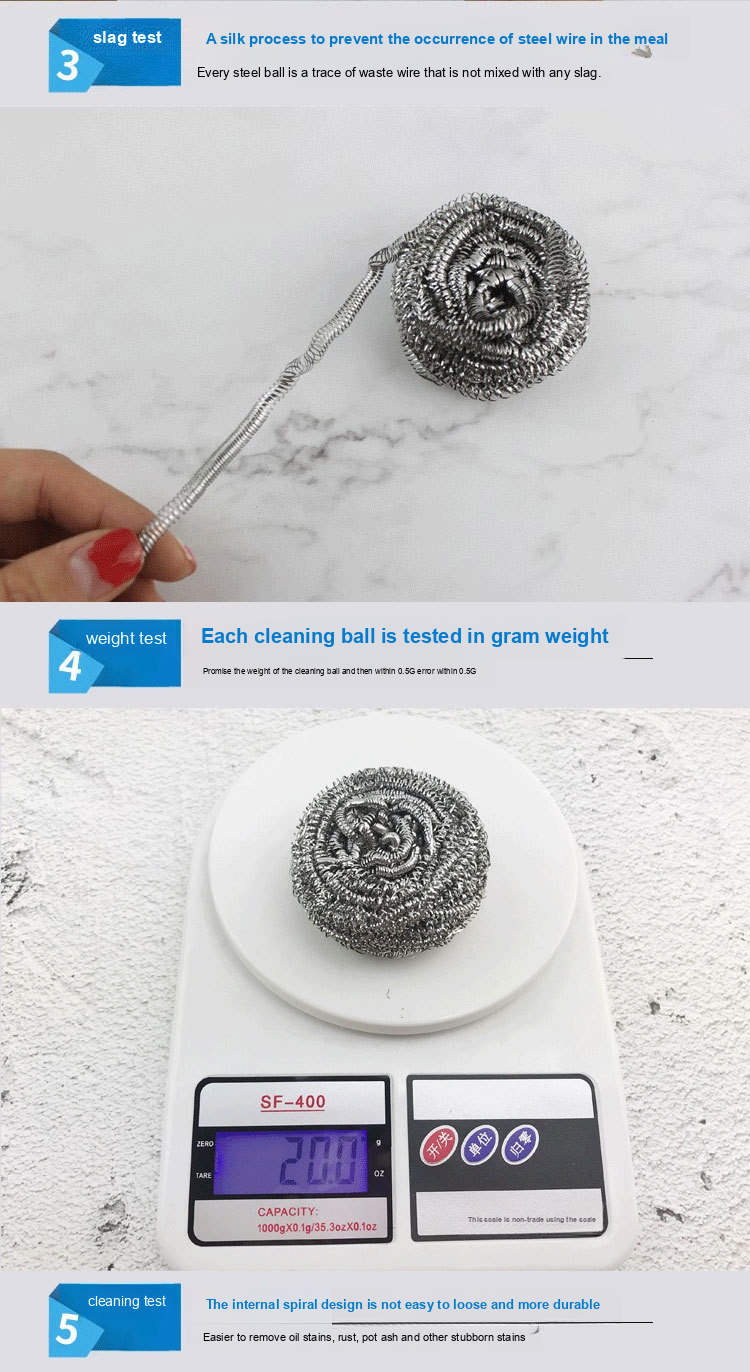 slag test
3
A silk process to prevent the occurrence of steel wire in the meal
Every steel ball is a trace of waste wire that is not mixed with any slag.
weight test
4
Each cleaning ball is tested in gram weight
Promise the weight of the cleaning ball and then within 0.5G error within 0.5G
SF-400
ZERO
g
20.0
TARE
OZ
CAPACITY:
1000gX0.1g/35.3ozX0.1oz
开/关
单位
归零
This scale is non-trade using the scale
cleaning test
5
The internal spiral design is not easy to loose and more durable
Easier to remove oil stains, rust, pot ash and other stubborn stains